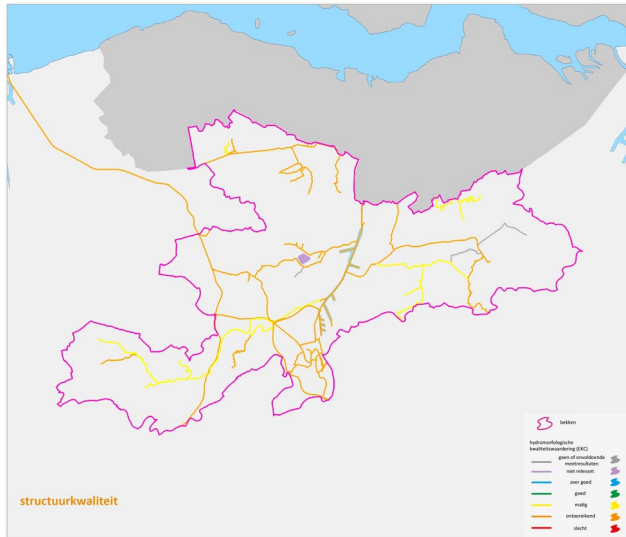 bekken
hydromorfologische
kwaliteitswaardering (EKC)
geen of onvoldoende
meetresultaten
niet relevant
zeer goed
goed
matig
ontoereikend
slecht
structuurkwaliteit